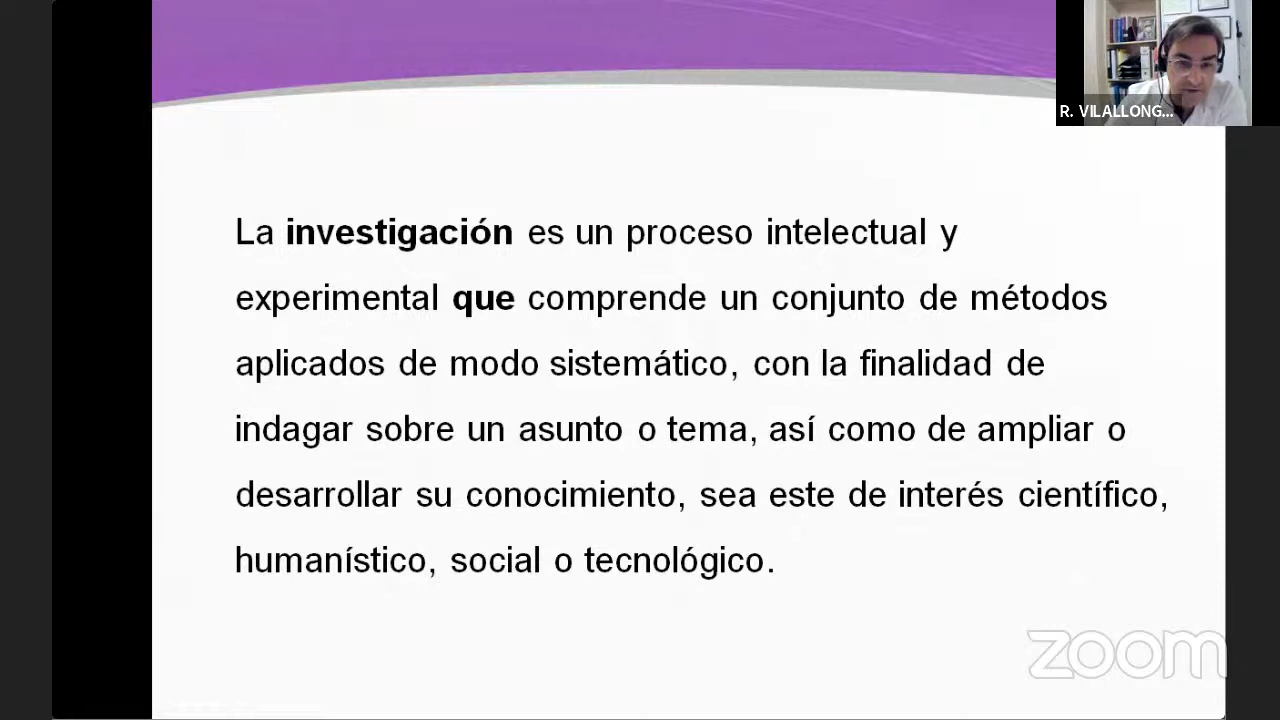 R. VILALLONG...
La investigación es un proceso intelectual y
experimental que comprende un conjunto de métodos
aplicados de modo sistemático, con la finalidad de
indagar sobre un asunto o tema, así como de ampliar o
desarrollar su conocimiento, sea este de interés científico,
humanístico, social o tecnológico.
zoom